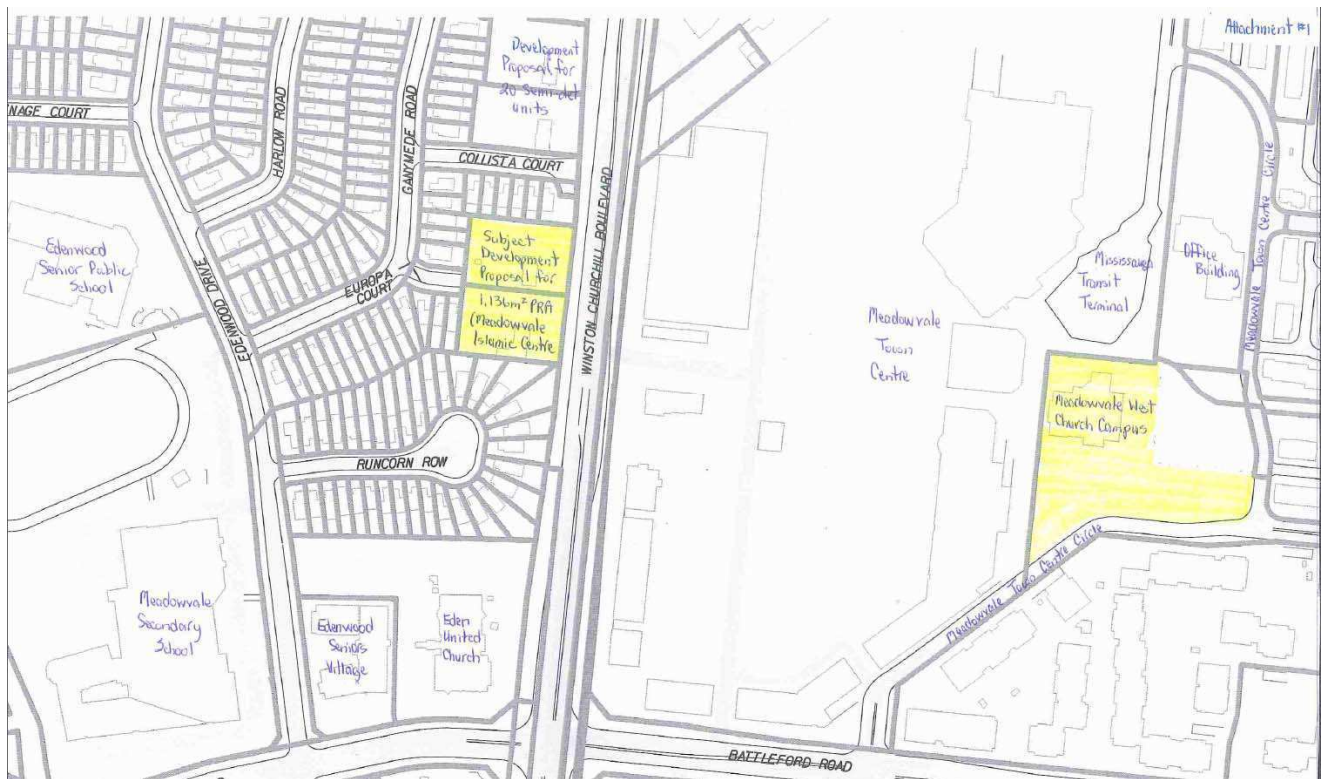 Attachment #1
Development
Proposal for
20 Semi-det
units
NAGE COURT
HARLOW ROAD
GANYMEDE ROAD
COLLISTA COURT
WINSTON CHURCHILL BOULEVARD
Edenwood
Senior Public
School
EDENWOOD DRIVE
EUROPA
COURT
Subject
Development
Proposal for
1,136m² PRA
(Meadowvale
Islamic Centre
RUNCORN ROW
Meadowvale
Town
Centre
Mississauga
Transit
Terminal
Office
Building
Meadowvale Town Centre Circle
Meadowvale West
Church Campus
Meadowvale Town Centre Circle
Meadowvale
Secondary
School
Edenwood
Seniors
Village
Eden
United
Church
BATTLEFORD ROAD